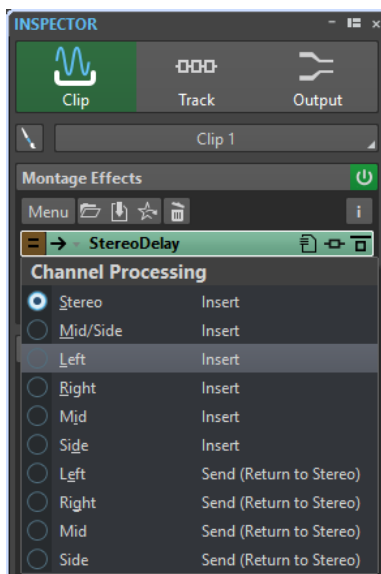 INSPECTOR
Clip Track Output
Clip 1
Montage Effects
Menu i
StereoDelay
Channel Processing
Stereo Insert
Mid/Side Insert
Left Insert
Right Insert
Mid Insert
Side Insert
Left Send (Return to Stereo)
Right Send (Return to Stereo)
Mid Send (Return to Stereo)
Side Send (Return to Stereo)